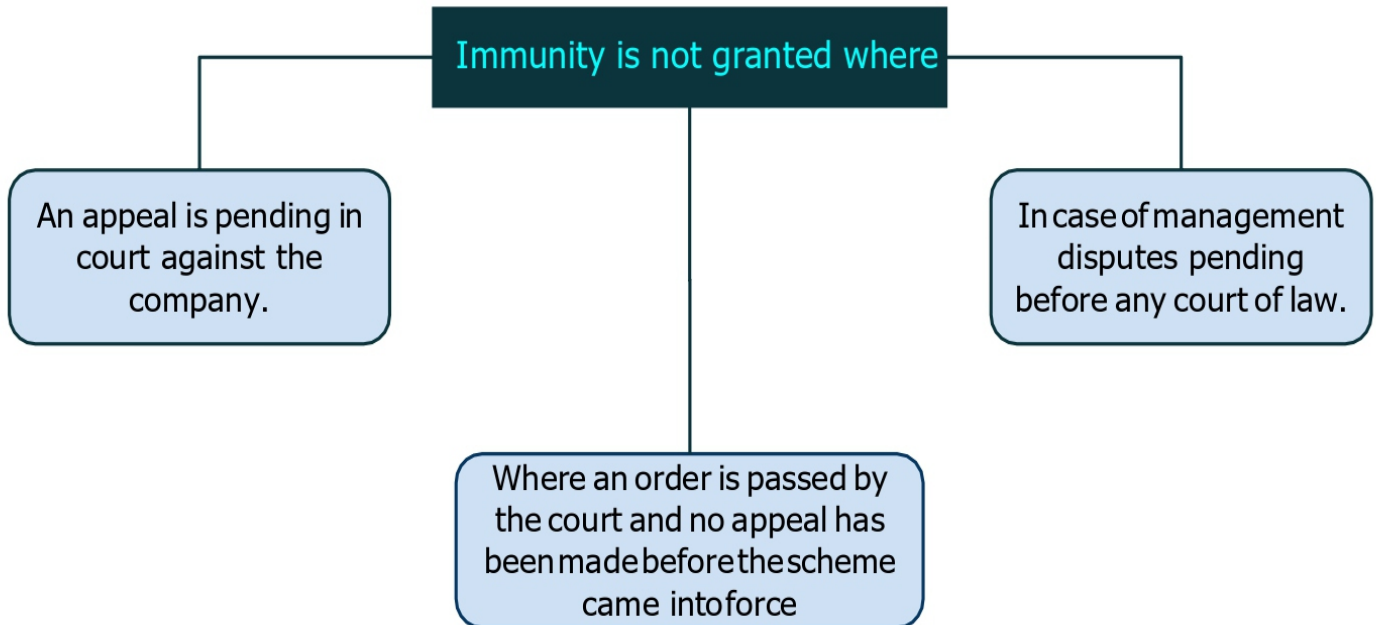 Immunity is not granted where
An appeal is pending in
court against the
company.
In case of management
disputes pending
before any court of law.
Where an order is passed by
the court and no appeal has
been made before the scheme
came into force